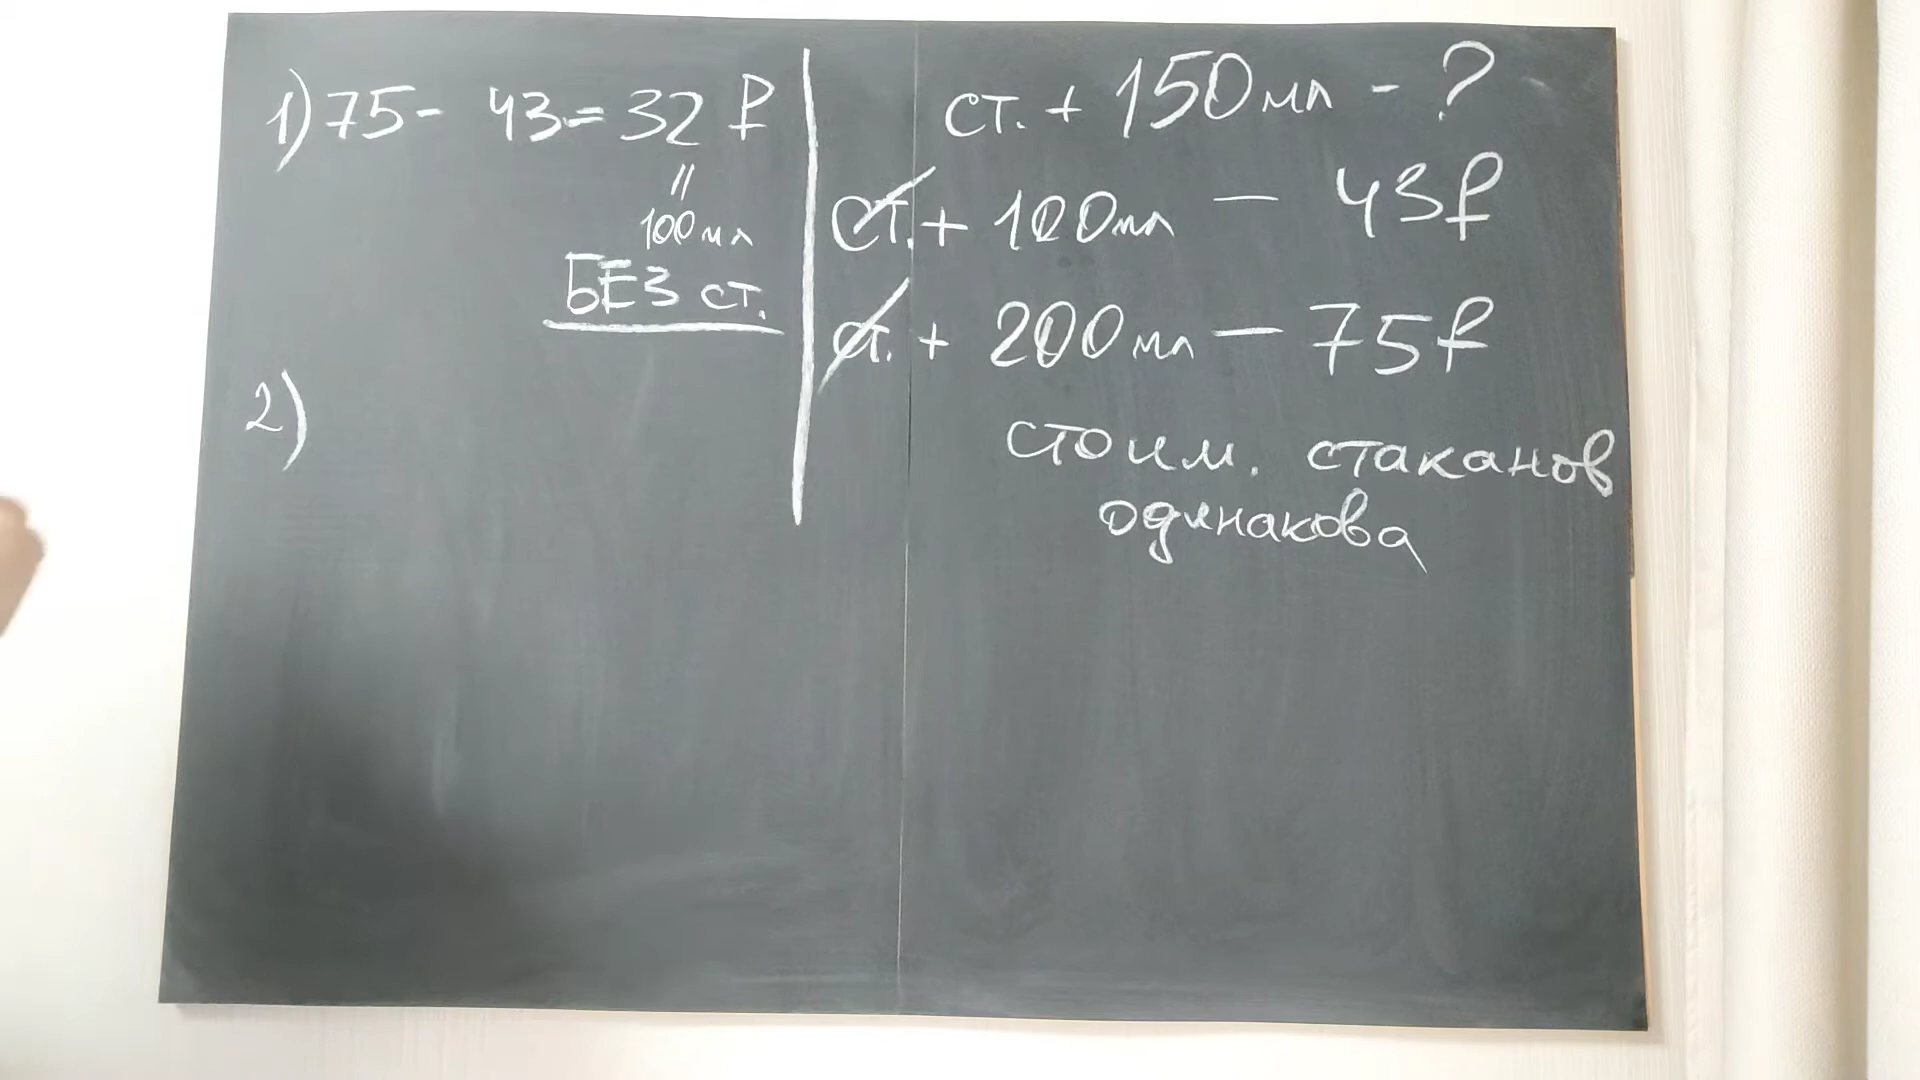 1) 75 - 43 = 32 ₽
"
100 мл
БЕЗ ст.
2)
ст. + 150 мл - ?
ст. + 100 мл — 43 ₽
ст. + 200 мл — 75 ₽
стоим. стаканов
одинакова